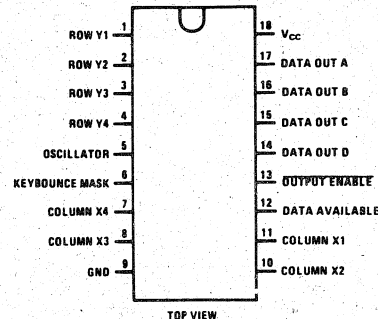 ROW Y1 1
18 VCC
ROW Y2 2
17 DATA OUT A
ROW Y3 3
16 DATA OUT B
ROW Y4 4
15 DATA OUT C
OSCILLATOR 5
14 DATA OUT D
KEYBOUNCE MASK 6
13 OUTPUT ENABLE
COLUMN X4 7
12 DATA AVAILABLE
COLUMN X3 8
11 COLUMN X1
GND 9
10 COLUMN X2
TOP VIEW